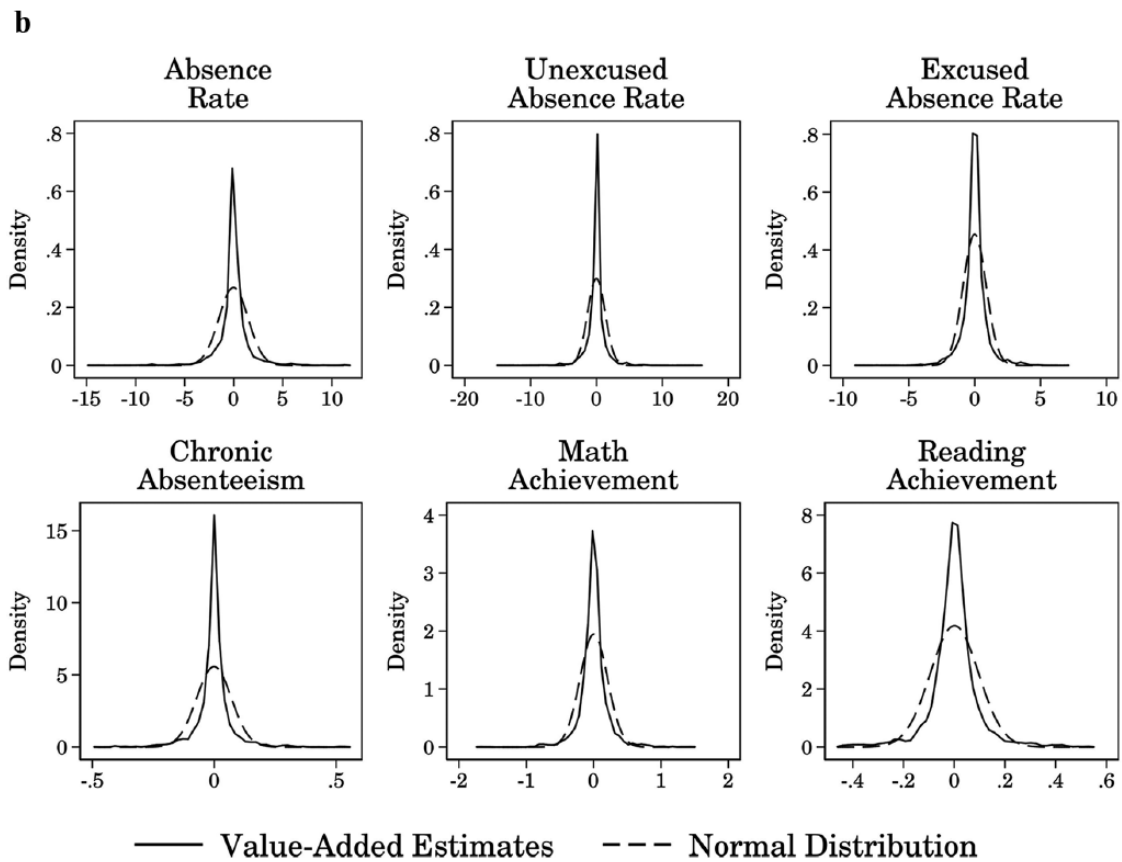 b
Absence
Rate
Density
.8
.6
.4
.2
0
-15 -10 -5 0 5 10
Unexcused
Absence Rate
Density
.8
.6
.4
.2
0
-20 -10 0 10 20
Excused
Absence Rate
Density
.8
.6
.4
.2
0
-10 -5 0 5 10
Chronic
Absenteeism
Density
15
10
5
0
-.5 0 .5
Math
Achievement
Density
4
3
2
1
0
-2 -1 0 1 2
Reading
Achievement
Density
8
6
4
2
0
-.4 -.2 0 .2 .4 .6
Value-Added Estimates Normal Distribution